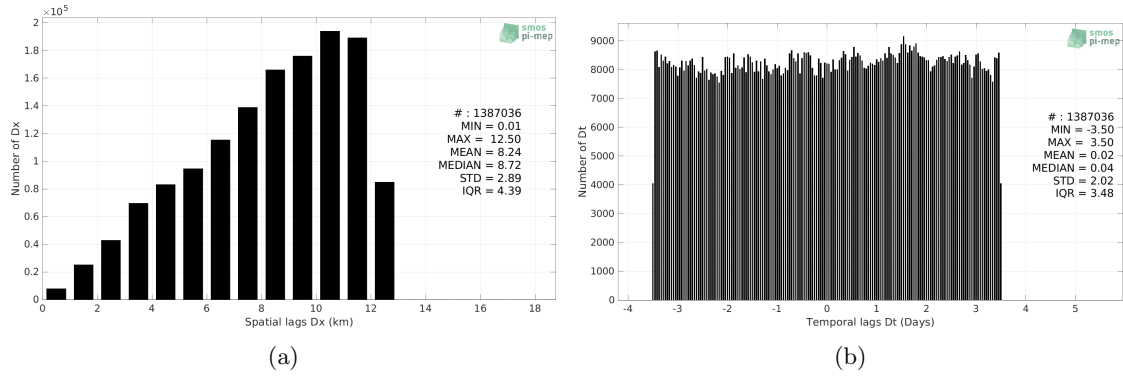 ×10⁵
2
1.8
1.6
1.4
1.2
1
0.8
0.6
0.4
0.2
0
Number of Dx
smos
pi-mep
# : 1387036
MIN = 0.01
MAX = 12.50
MEAN = 8.24
MEDIAN = 8.72
STD = 2.89
IQR = 4.39
0 2 4 6 8 10 12 14 16 18
Spatial lags Dx (km)
(a)
9000
8000
7000
6000
5000
4000
3000
2000
1000
0
Number of Dt
smos
pi-mep
# : 1387036
MIN = -3.50
MAX = 3.50
MEAN = 0.02
MEDIAN = 0.04
STD = 2.02
IQR = 3.48
-4 -3 -2 -1 0 1 2 3 4 5
Temporal lags Dt (Days)
(b)